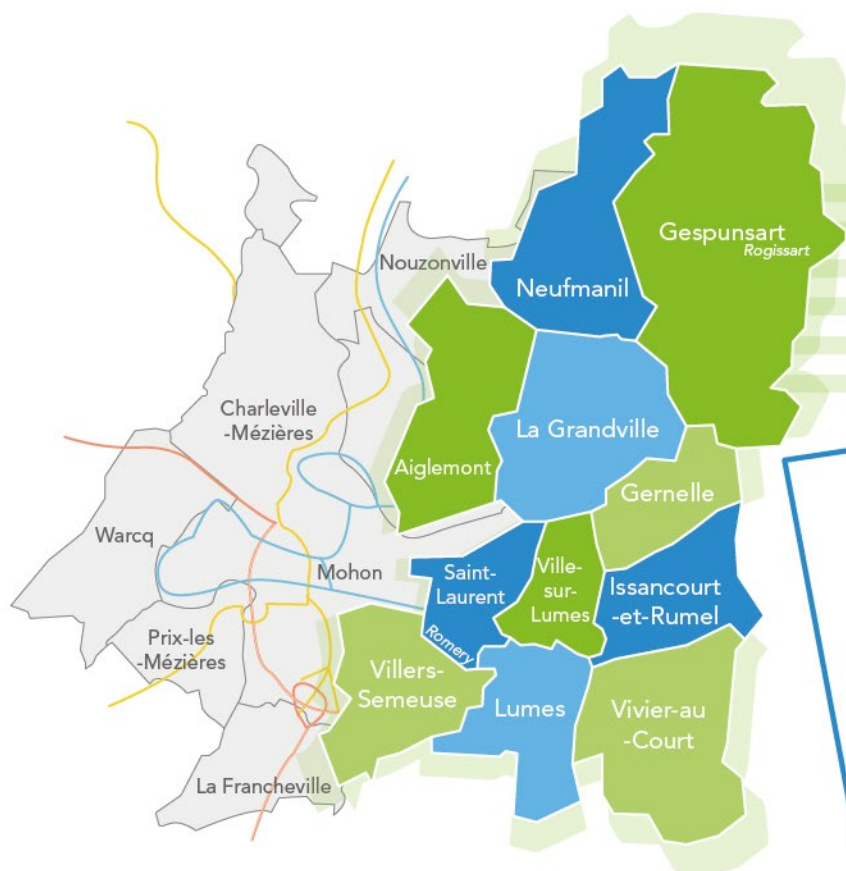 Nouzonville
Gespunsart
Rogissart
Neufmanil
Charleville
-Mézières
La Grandville
Aiglemont
Gernelle
Warcq
Mohon
Saint-
Laurent
Romery
Ville-
sur-
Lumes
Issancourt
-et-Rumel
Prix-les
-Mézières
Villers-
Semeuse
Lumes
Vivier-au
-Court
La Francheville